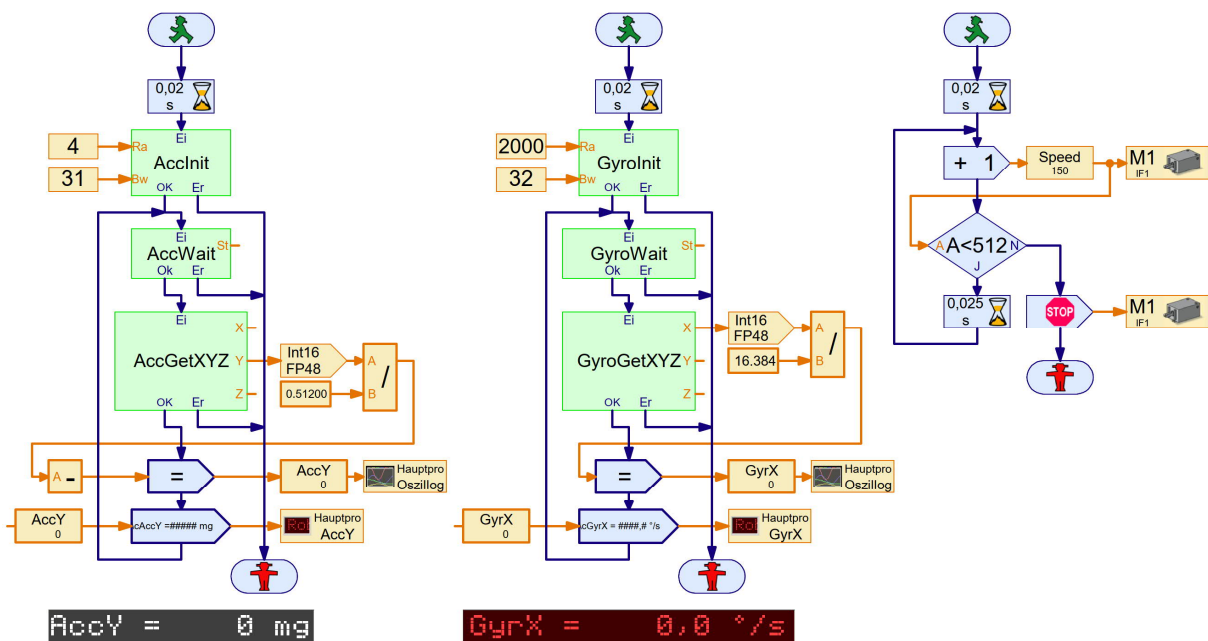 0,02
s
4
31
Ei
Ra
Bw
AccInit
OK Er
Ei
St
AccWait
Ok Er
Ei
X
Y
Z
AccGetXYZ
OK Er
Int16
FP48
0.51200
A
B
/
A -
=
AccY
0
Hauptpro
Oszillog
AccY
0
cAccY =##### mg
Rol
Hauptpro
AccY
AccY = 0 mg
0,02
s
2000
32
Ei
Ra
Bw
GyroInit
OK Er
Ei
St
GyroWait
Ok Er
Ei
X
Y
Z
GyroGetXYZ
OK Er
Int16
FP48
16.384
A
B
/
=
GyrX
0
Hauptpro
Oszillog
GyrX
0
cGyrX = ####,# °/s
Rol
Hauptpro
GyrX
GyrX = 0,0 °/s
0,02
s
+ 1
Speed
150
M1
IF1
A A<512 N
J
0,025
s
STOP
M1
IF1